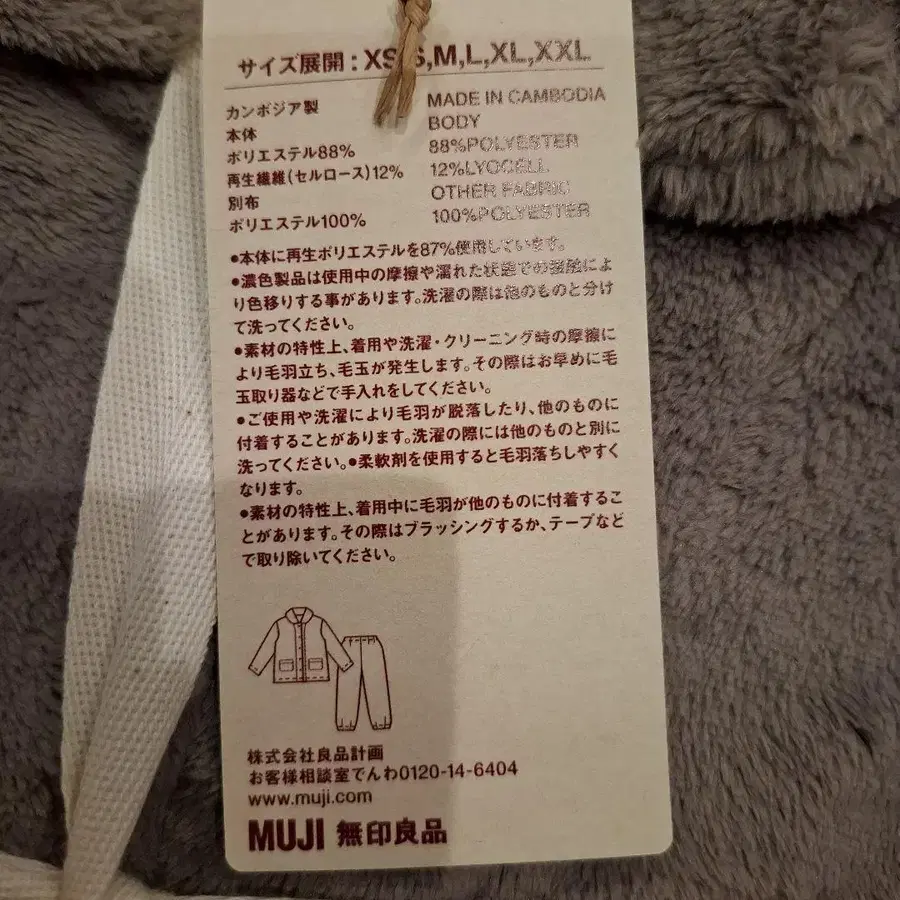 サイズ展開：XS,S,M,L,XL,XXL
カンボジア製
本体
ポリエステル88%
再生繊維(セルロース)12%
別布
ポリエステル100%
MADE IN CAMBODIA
BODY
88%POLYESTER
12%LYOCELL
OTHER FABRIC
100%POLYESTER
●本体に再生ポリエステルを87%使用しています。
●濃色製品は使用中の摩擦や濡れた状態での接触によ
り色移りする事があります。洗濯の際は他のものと分け
て洗ってください。
●素材の特性上、着用や洗濯・クリーニング時の摩擦に
より毛羽立ち、毛玉が発生します。その際はお早めに毛
玉取り器などで手入れをしてください。
●ご使用や洗濯により毛羽が脱落したり、他のものに
付着することがあります。洗濯の際には他のものと別に
洗ってください。●柔軟剤を使用すると毛羽落ちしやすく
なります。
●素材の特性上、着用中に毛羽が他のものに付着するこ
とがあります。その際はブラッシングするか、テープなど
で取り除いてください。
株式会社良品計画
お客様相談室でんわ0120-14-6404
www.muji.com
MUJI 無印良品